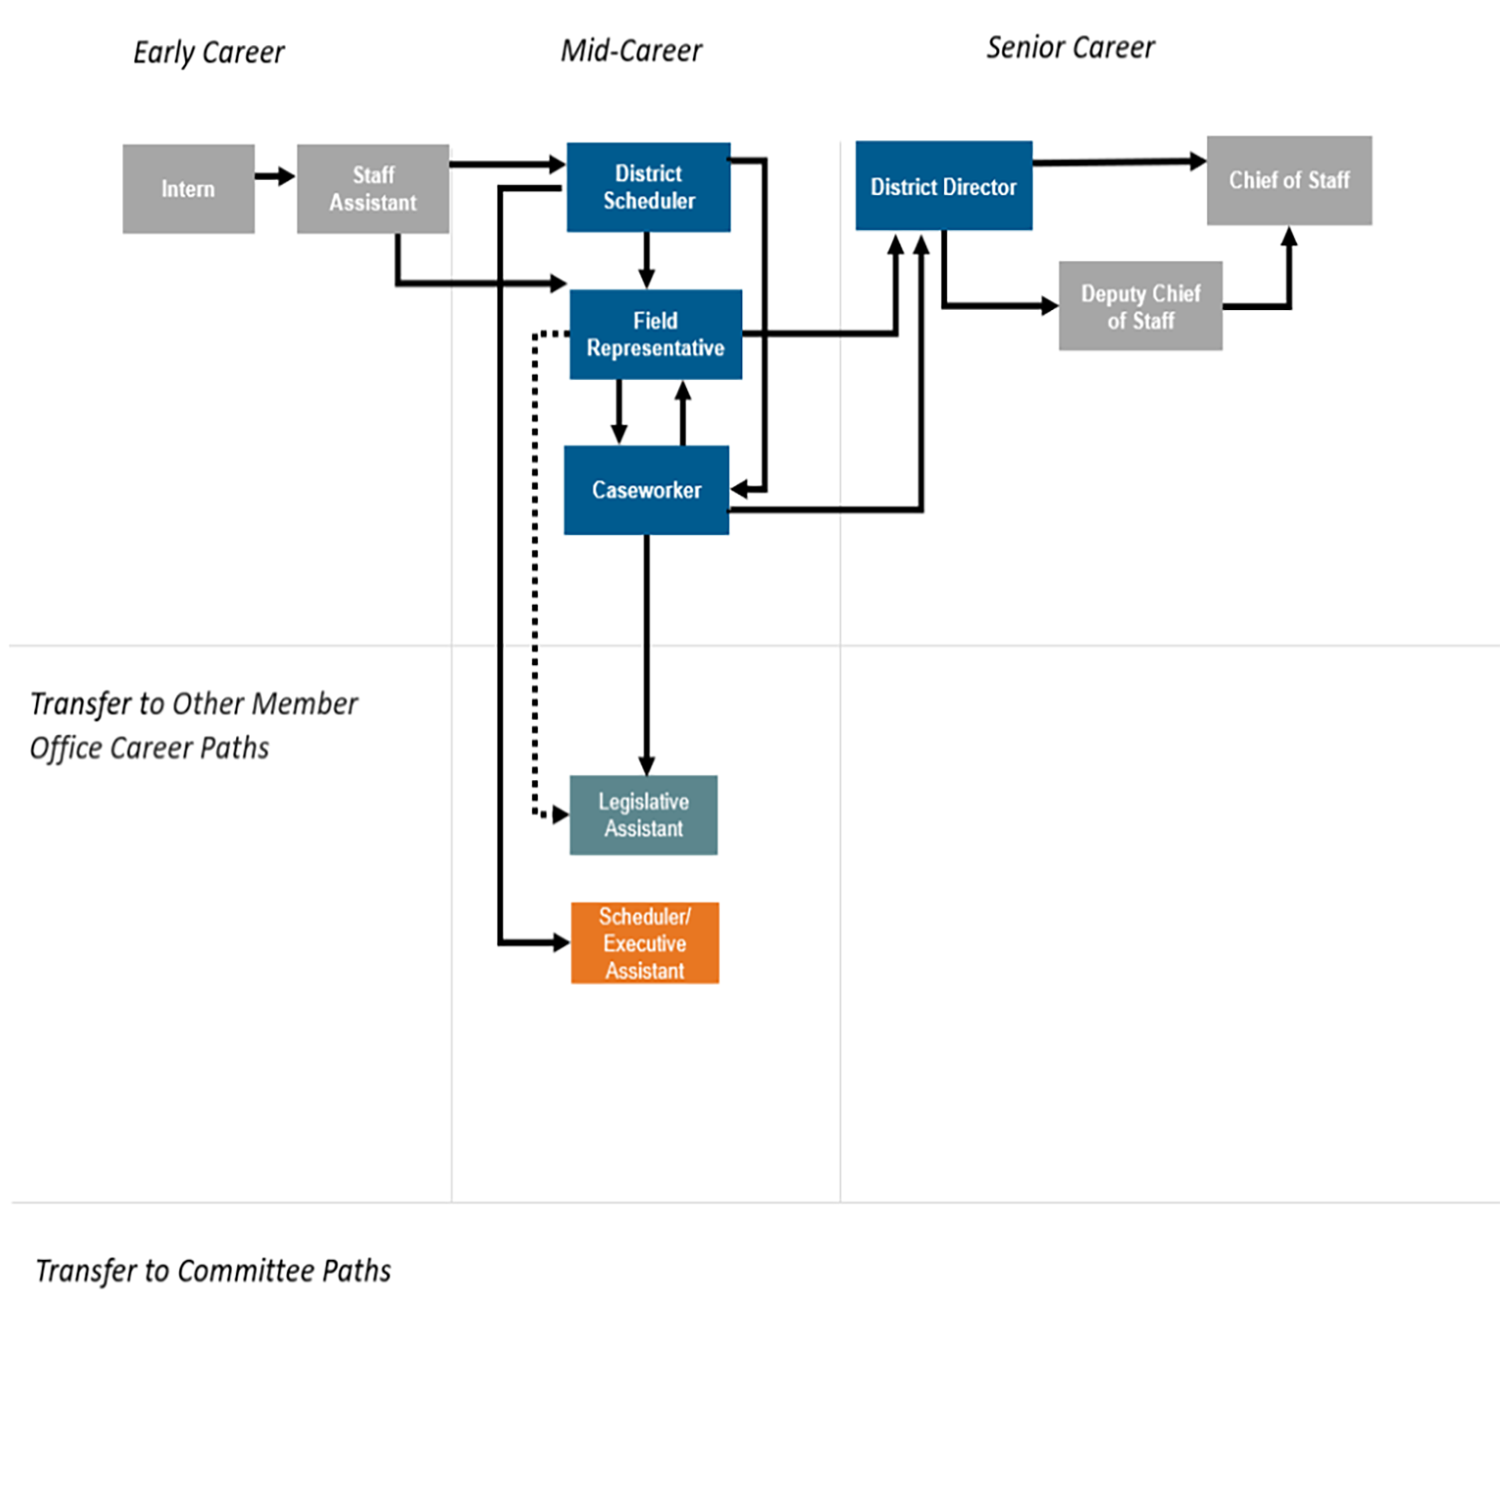 Early Career
Mid-Career
Senior Career
Intern
Staff
Assistant
District
Scheduler
District Director
Chief of Staff
Deputy Chief
of Staff
Field
Representative
Caseworker
Transfer to Other Member
Office Career Paths
Legislative
Assistant
Scheduler/
Executive
Assistant
Transfer to Committee Paths